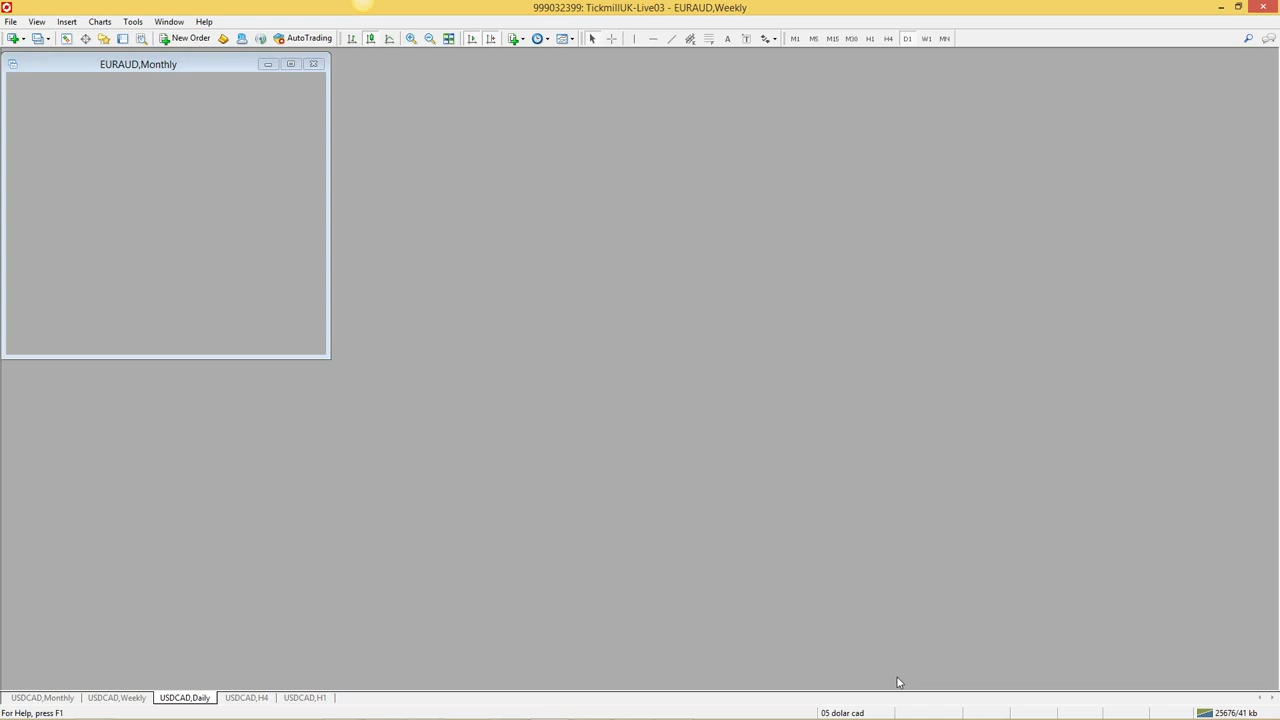 999032399: TickmillUK-Live03 - EURAUD,Weekly
File View Insert Charts Tools Window Help
New Order AutoTrading A T M1 M5 M15 M30 H1 H4 D1 W1 MN
EURAUD,Monthly
USDCAD,Monthly USDCAD,Weekly USDCAD,Daily USDCAD,H4 USDCAD,H1
For Help, press F1 05 dolar cad 25676/41 kb